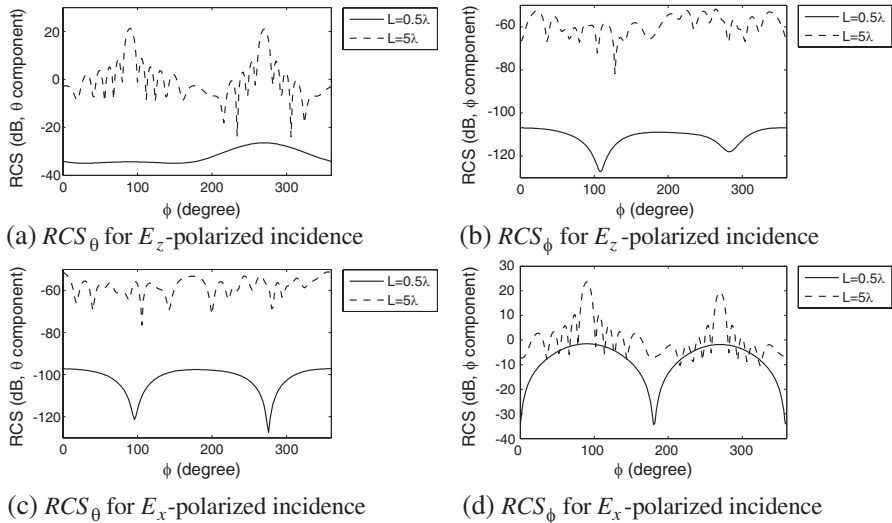 RCS (dB, θ component)
20
0
-20
-40
0 100 200 300
ϕ (degree)
L=0.5λ
L=5λ
(a) RCSθ for Ez-polarized incidence
RCS (dB, ϕ component)
-60
-80
-100
-120
0 100 200 300
ϕ (degree)
L=0.5λ
L=5λ
(b) RCSϕ for Ez-polarized incidence
RCS (dB, θ component)
-60
-80
-100
-120
0 100 200 300
ϕ (degree)
L=0.5λ
L=5λ
(c) RCSθ for Ex-polarized incidence
RCS (dB, ϕ component)
30
20
10
0
-10
-20
-30
-40
0 100 200 300
ϕ (degree)
L=0.5λ
L=5λ
(d) RCSϕ for Ex-polarized incidence